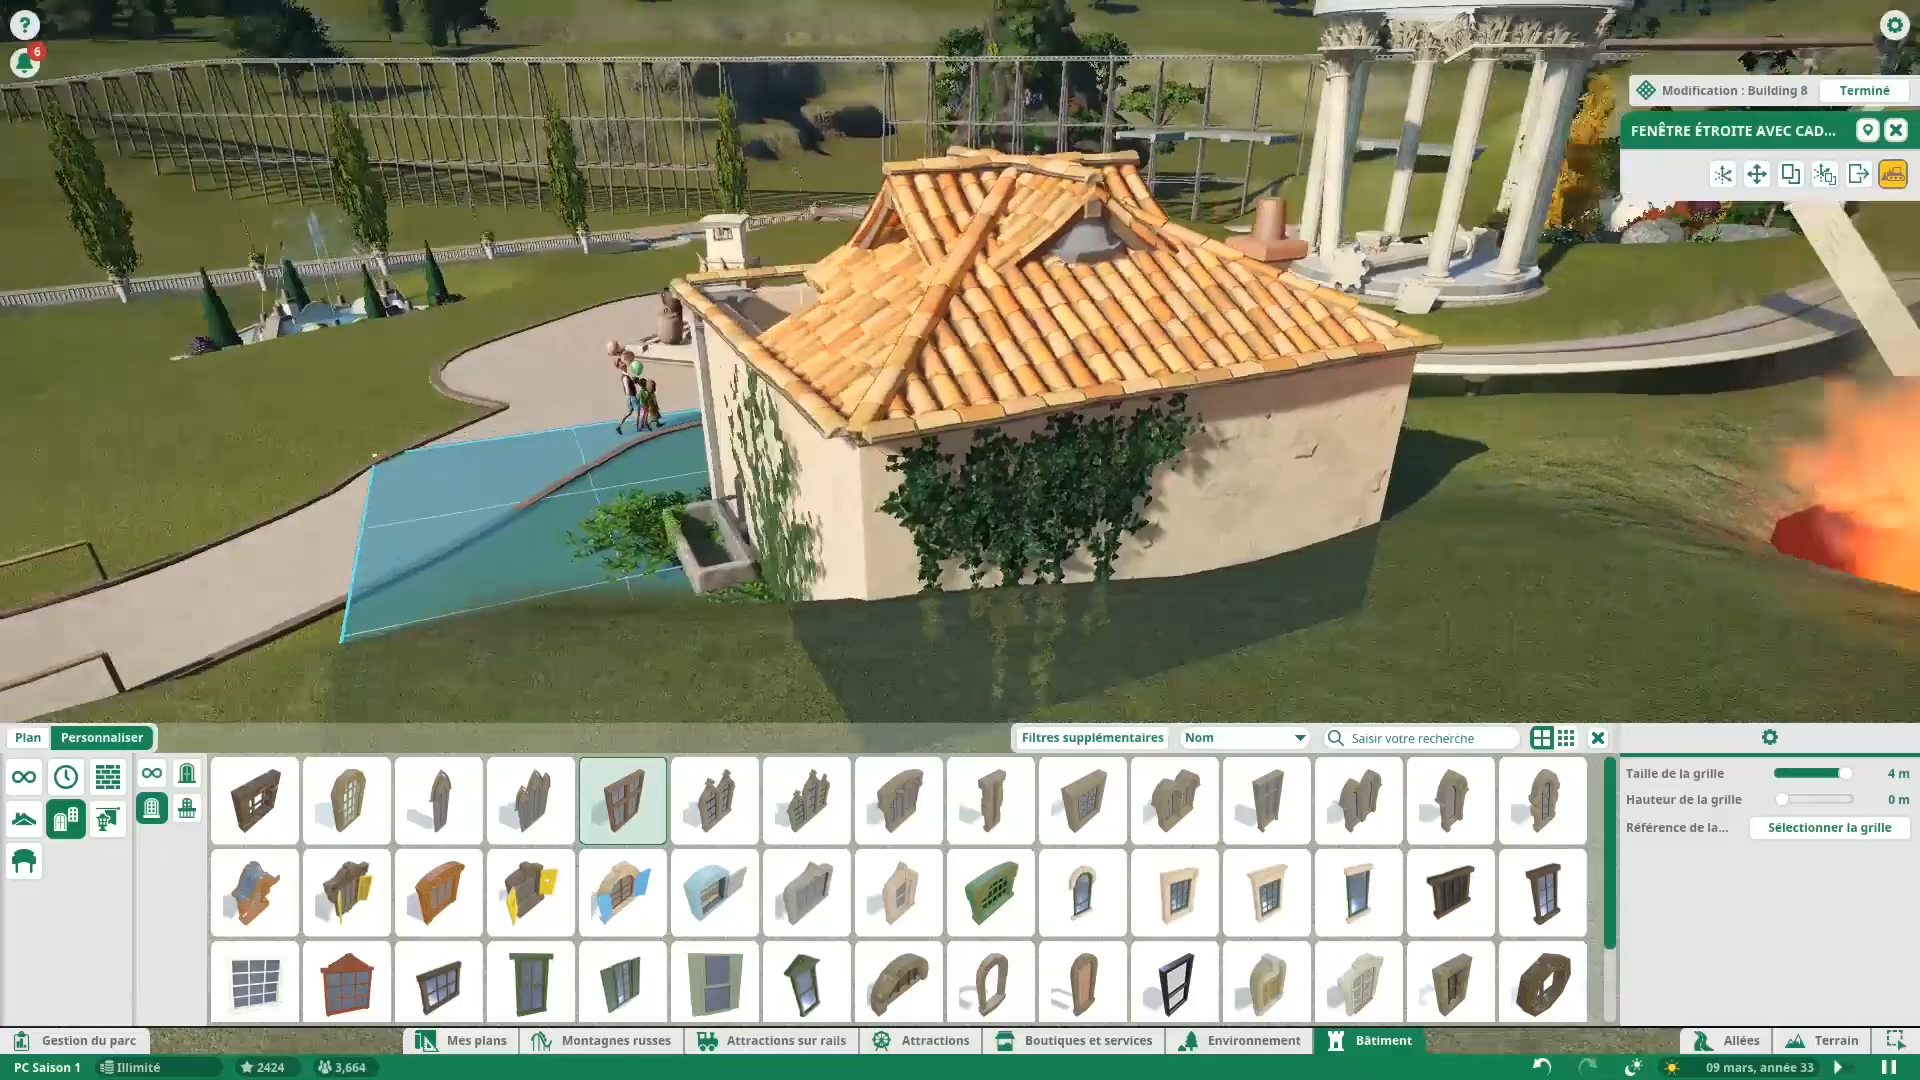 ?
6
Modification : Building 8
Terminé
FENÊTRE ÉTROITE AVEC CAD...
Plan
Personnaliser
Filtres supplémentaires
Nom
Saisir votre recherche
Taille de la grille
4 m
Hauteur de la grille
0 m
Référence de la...
Sélectionner la grille
Gestion du parc
Mes plans
Montagnes russes
Attractions sur rails
Attractions
Boutiques et services
Environnement
Bâtiment
Allées
Terrain
PC Saison 1
Illimité
2424
3,664
09 mars, année 33